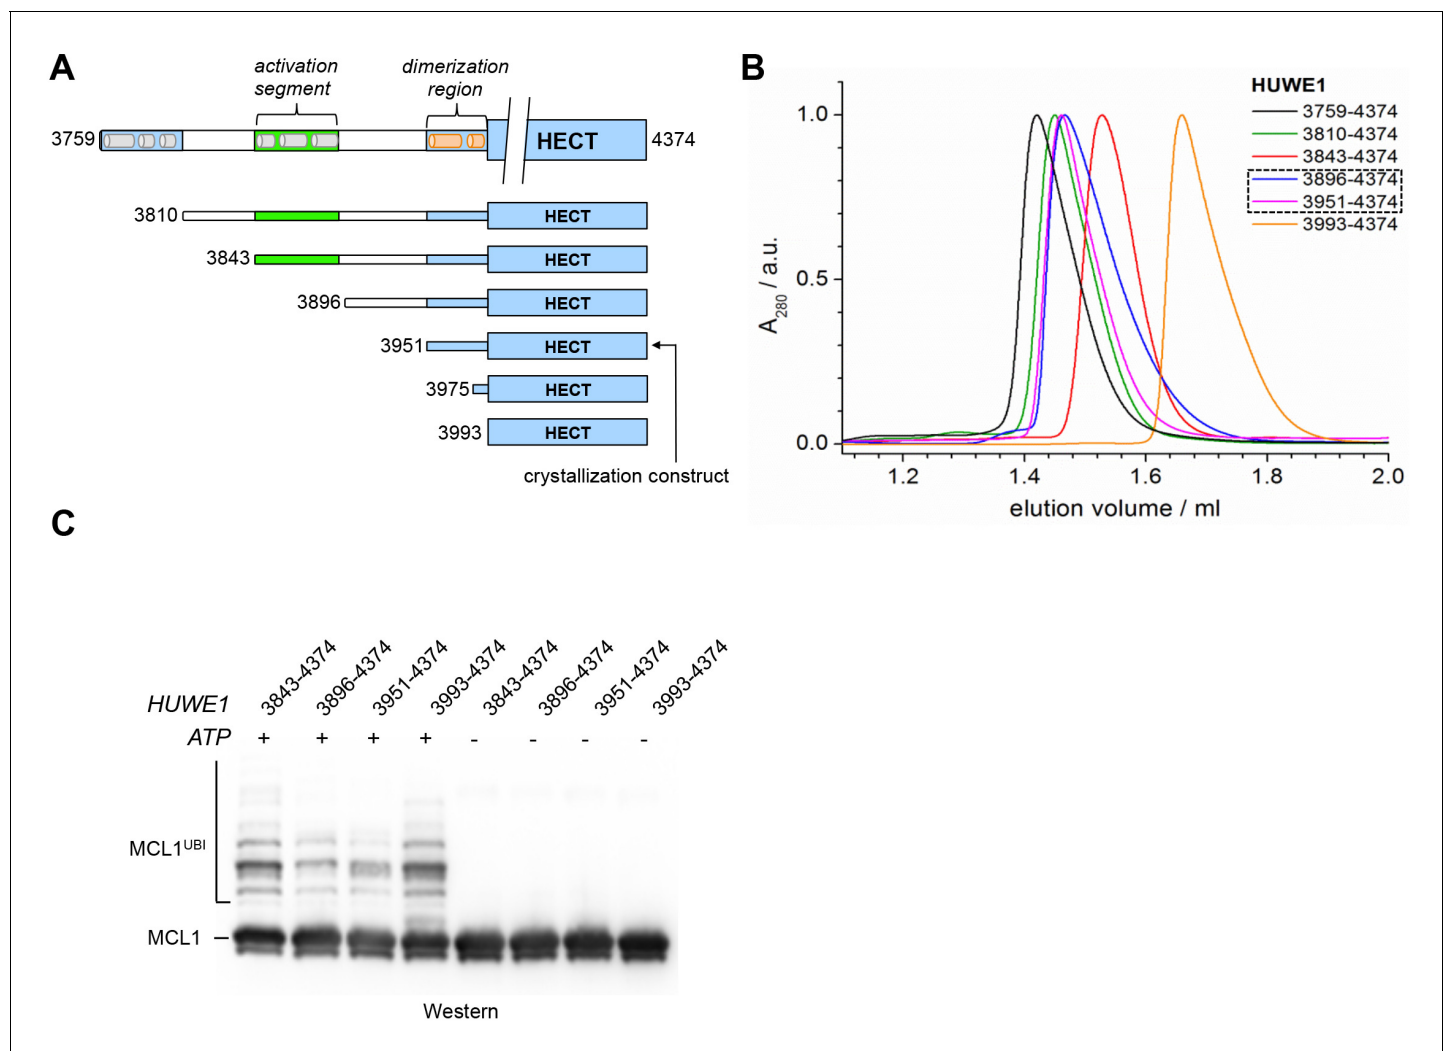 A
activation
segment
dimerization
region
3759
HECT
4374
3810
HECT
3843
HECT
3896
HECT
3951
HECT
3975
HECT
3993
HECT
crystallization construct
B
HUWE1
3759-4374
3810-4374
3843-4374
3896-4374
3951-4374
3993-4374
1.0
0.5
0.0
A280 / a.u.
1.2
1.4
1.6
1.8
2.0
elution volume / ml
C
HUWE1
3843-4374
3896-4374
3951-4374
3993-4374
3843-4374
3896-4374
3951-4374
3993-4374
ATP + + + + - - - -
MCL1UBI
MCL1
Western